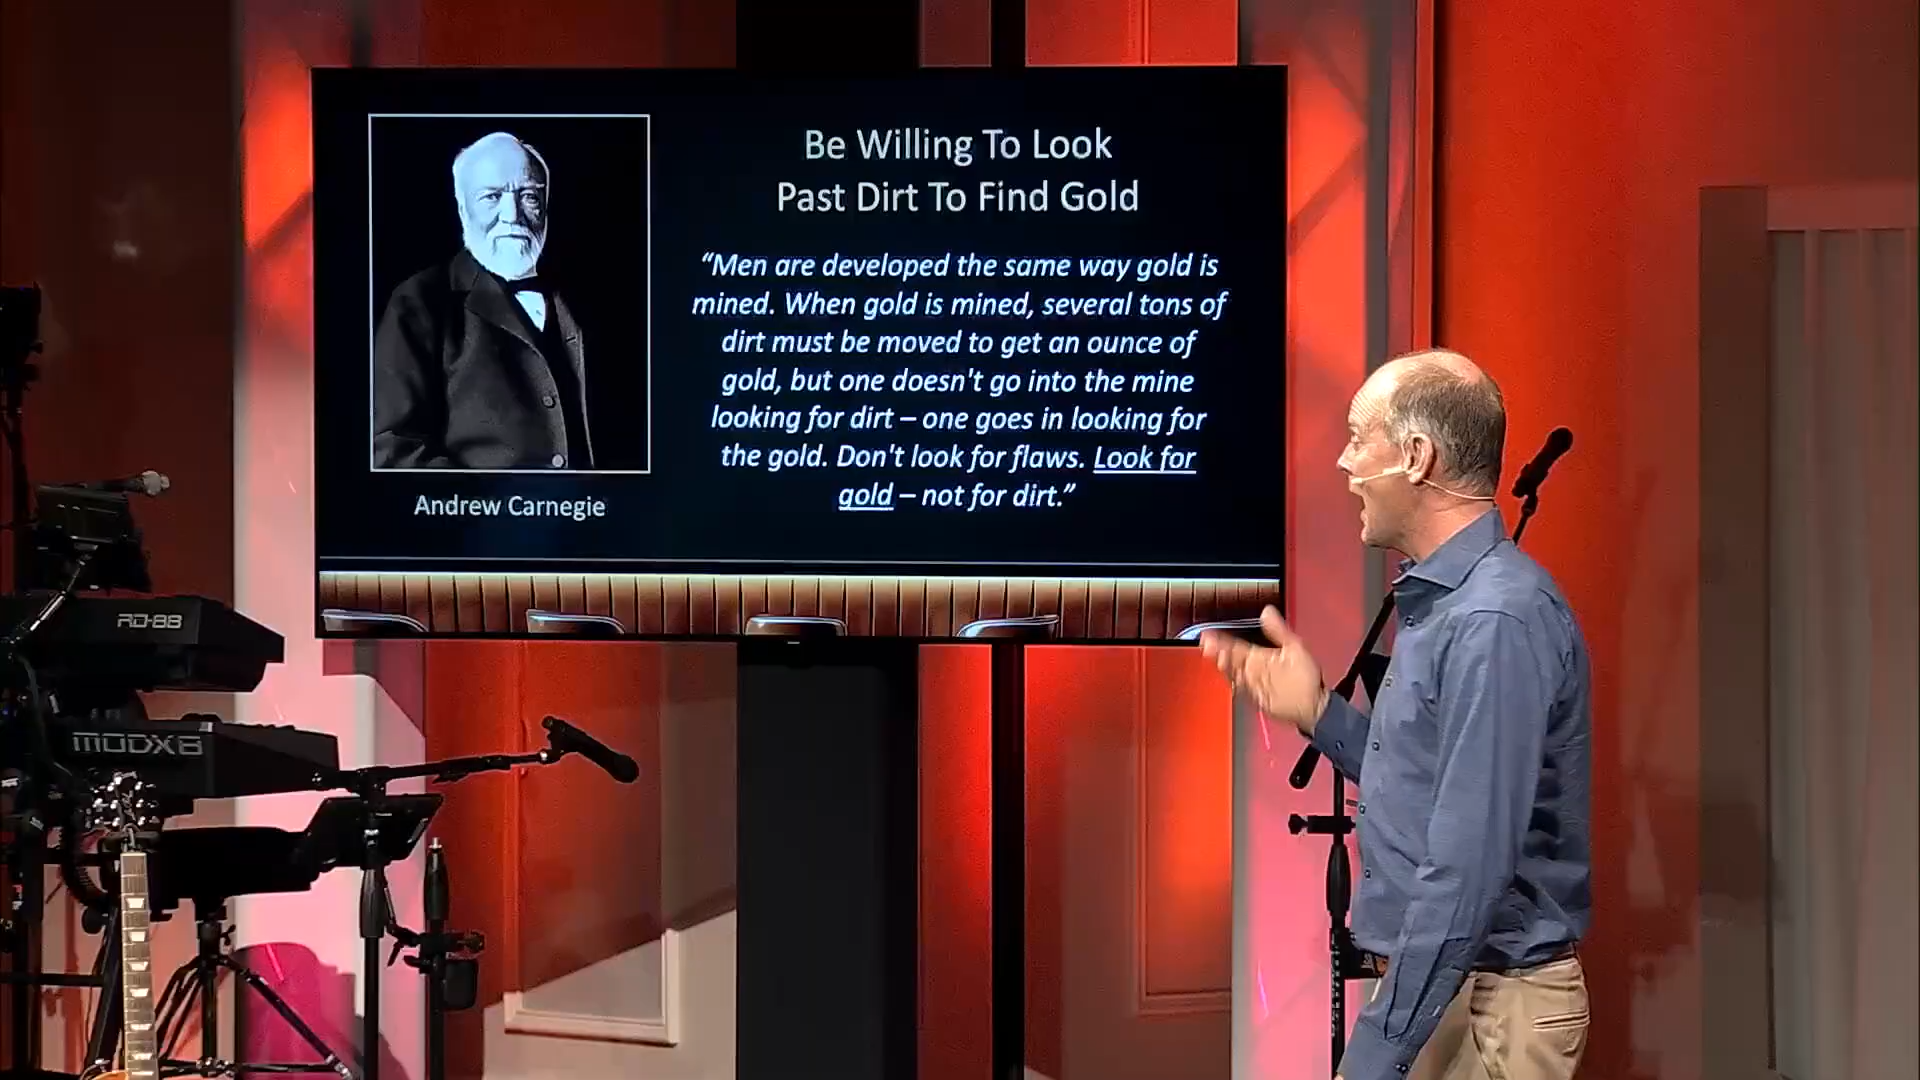 Be Willing To Look
Past Dirt To Find Gold
“Men are developed the same way gold is
mined. When gold is mined, several tons of
dirt must be moved to get an ounce of
gold, but one doesn't go into the mine
looking for dirt – one goes in looking for
the gold. Don't look for flaws. Look for
gold – not for dirt.”
Andrew Carnegie
RD-88
MODX8